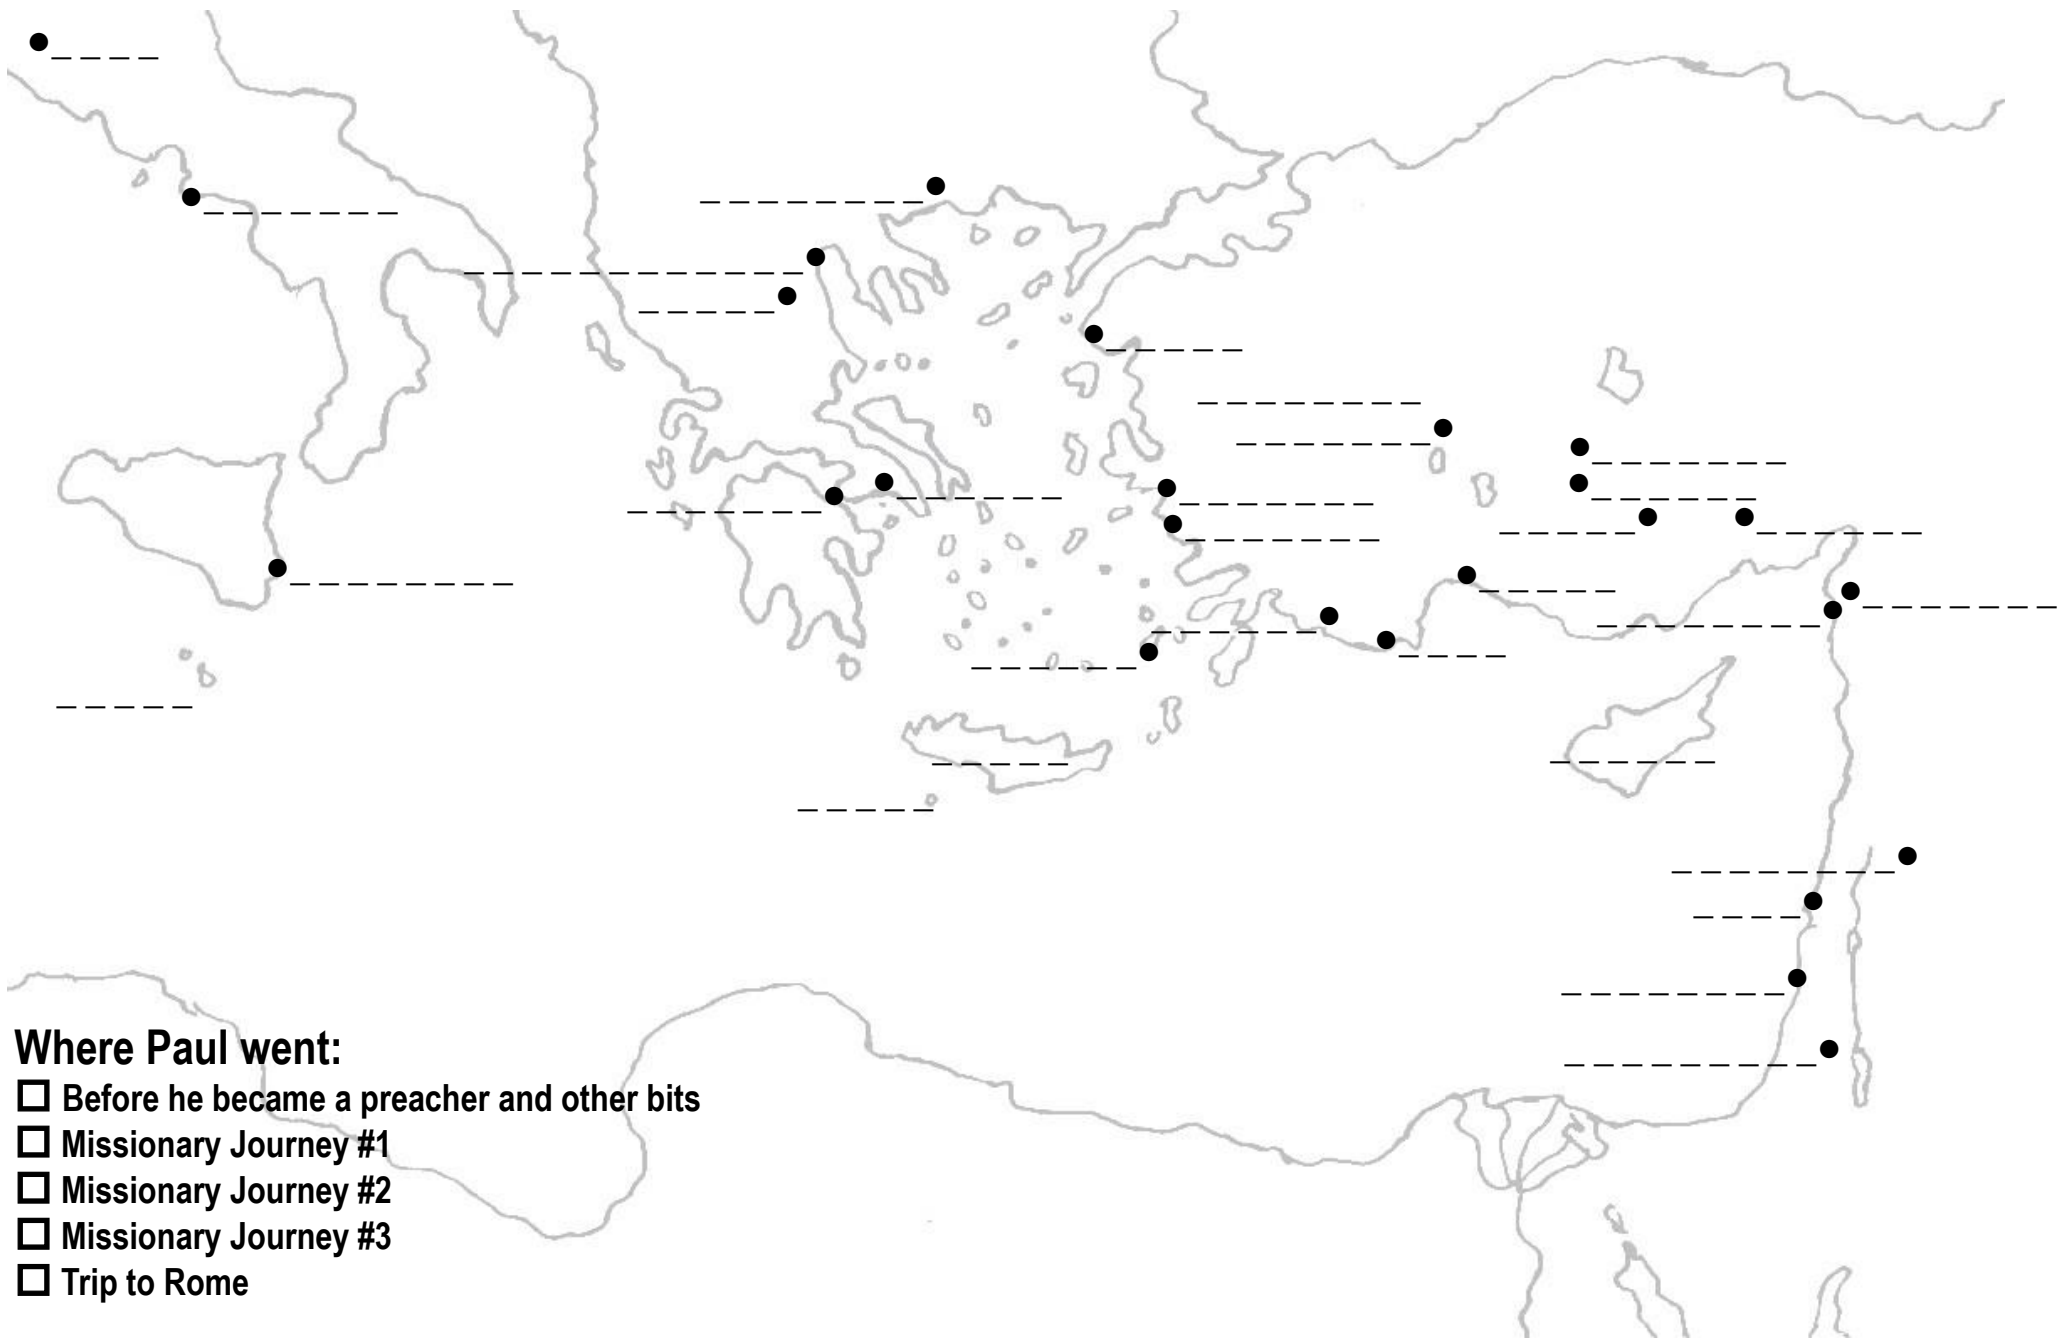 Where Paul went:
Before he became a preacher and other bits
Missionary Journey #1
Missionary Journey #2
Missionary Journey #3
Trip to Rome